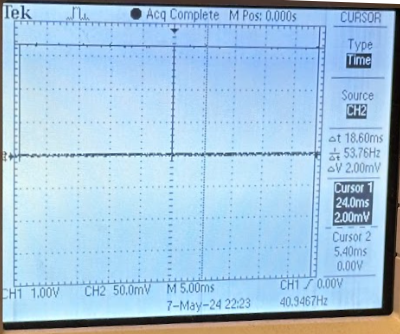 Tek Acq Complete M Pos: 0.000s CURSOR
Type
Time
Source
CH2
Δt 18.60ms
1/Δt 53.76Hz
ΔV 2.00mV
Cursor 1
24.0ms
2.00mV
Cursor 2
5.40ms
0.00V
CH1 1.00V CH2 50.0mV M 5.00ms CH1 / 0.00V
7-May-24 22:23 40.9467Hz